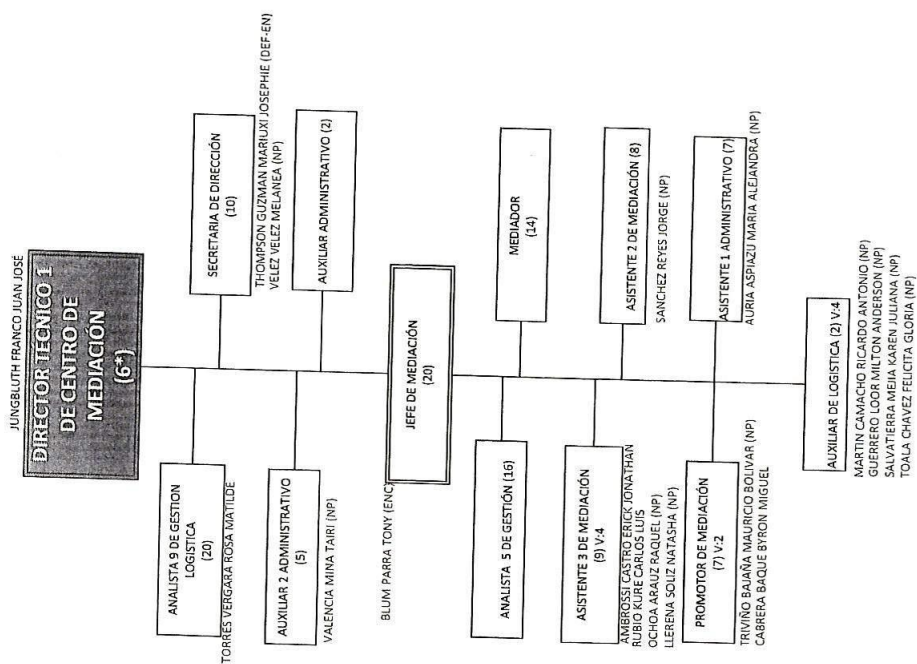 JUNGBLUTH FRANCO JUAN JOSÉ
DIRECTOR TECNICO 1
DE CENTRO DE
MEDIACIÓN
(6*)
ANALISTA 9 DE GESTION
LOGISTICA
(20)
TORRES VERGARA ROSA MATILDE
SECRETARIA DE DIRECCIÓN
(10)
THOMPSON GUZMAN MARIUXI JOSEPHIE (DEF-EN)
VELEZ VELEZ MELANEA (NP)
AUXILIAR 2 ADMINISTRATIVO
(5)
VALENCIA MINA TAIRI (NP)
AUXILIAR ADMINISTRATIVO (2)
BLUM PARRA TONY (ENC)
JEFE DE MEDIACIÓN
(20)
ANALISTA 5 DE GESTIÓN (16)
MEDIADOR
(14)
ASISTENTE 3 DE MEDIACIÓN
(9) V:4
AMBROSSI CASTRO ERICK JONATHAN
RUBIO KURE CARLOS LUIS
OCHOA ARAUZ RAQUEL (NP)
LLERENA SOLIZ NATASHA (NP)
ASISTENTE 2 DE MEDIACIÓN (8)
SANCHEZ REYES JORGE (NP)
PROMOTOR DE MEDIACIÓN
(7) V:2
TRIVIÑO BAJAÑA MAURICIO BOLIVAR (NP)
CABRERA BAQUE BYRON MIGUEL
ASISTENTE 1 ADMINISTRATIVO (7)
AURIA ASPIAZU MARIA ALEJANDRA (NP)
AUXILIAR DE LOGISTICA (2) V:4
MARTIN CAMACHO RICARDO ANTONIO (NP)
GUERRERO LOOR MILTON ANDERSON (NP)
SALVATIERRA MEJIA KAREN JULIANA (NP)
TOALA CHAVEZ FELICITA GLORIA (NP)